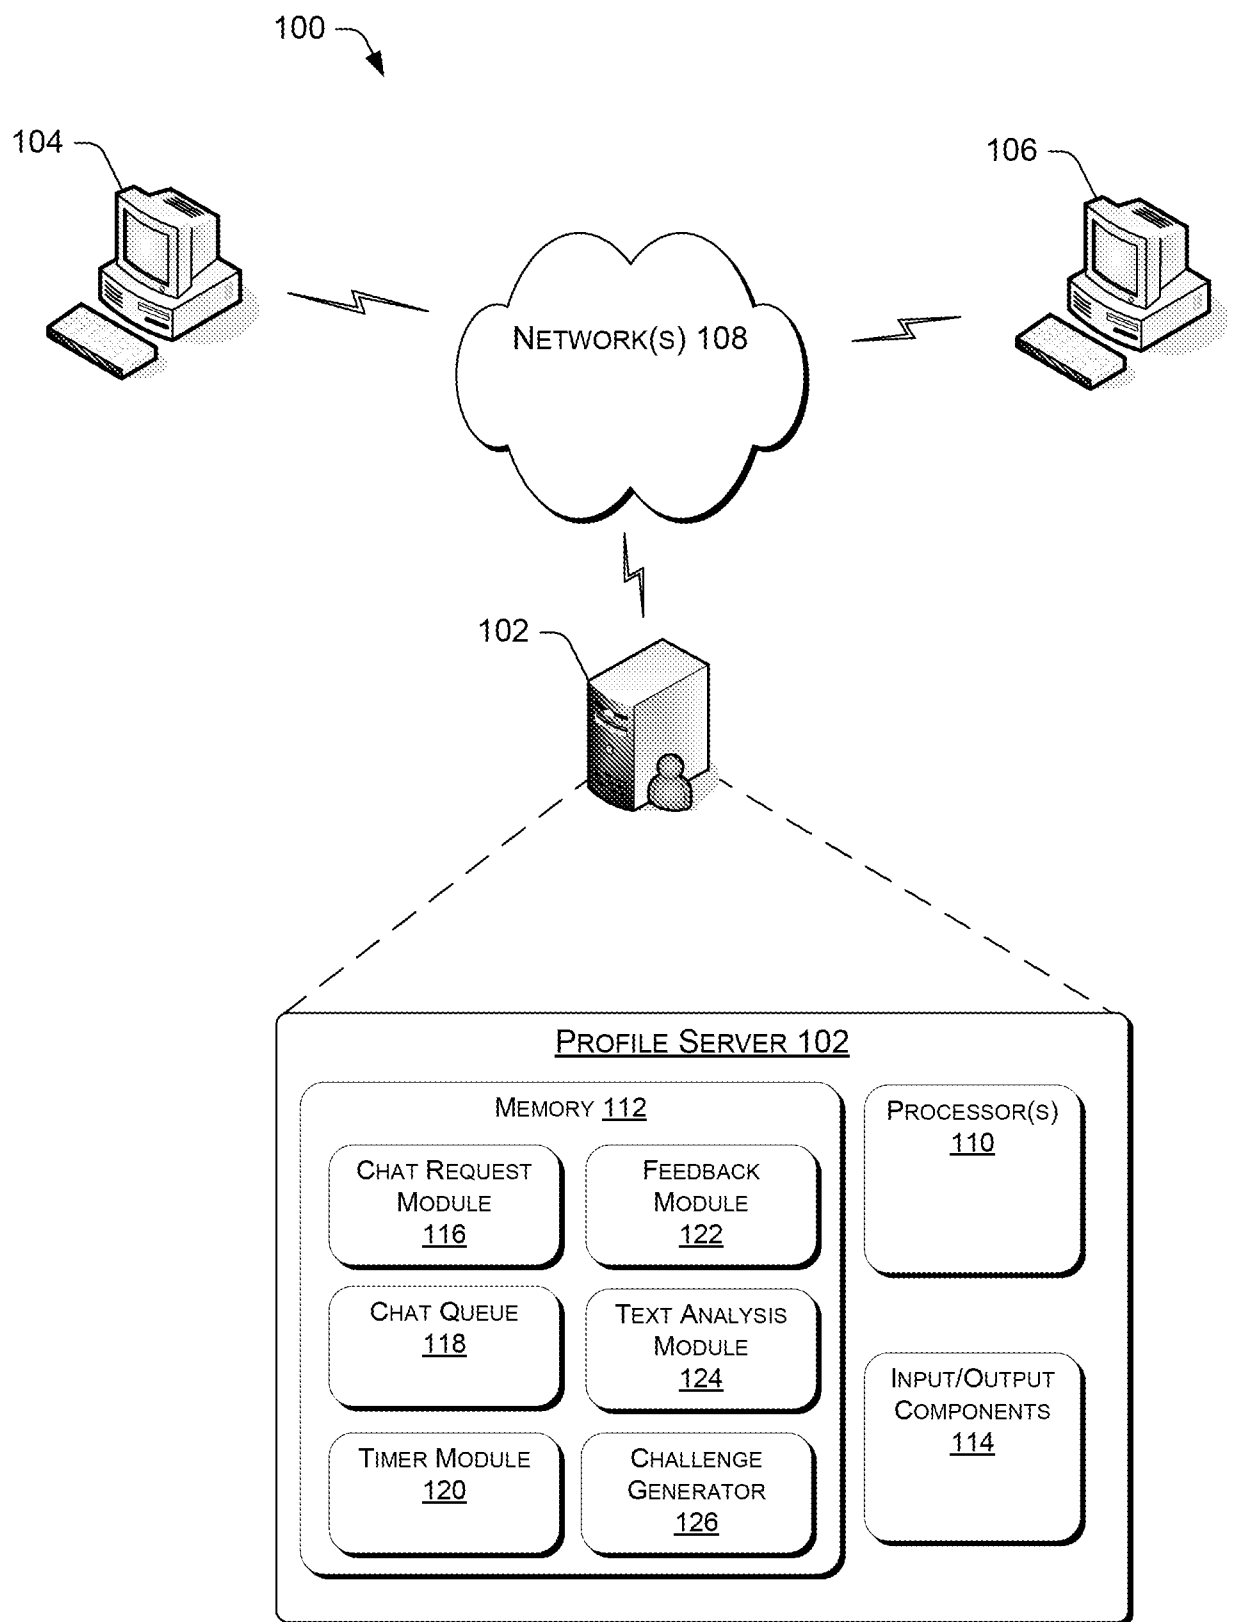 100
104
106
NETWORK(S) 108
102
PROFILE SERVER 102
MEMORY 112
CHAT REQUEST
MODULE
116
FEEDBACK
MODULE
122
CHAT QUEUE
118
TEXT ANALYSIS
MODULE
124
TIMER MODULE
120
CHALLENGE
GENERATOR
126
PROCESSOR(S)
110
INPUT/OUTPUT
COMPONENTS
114